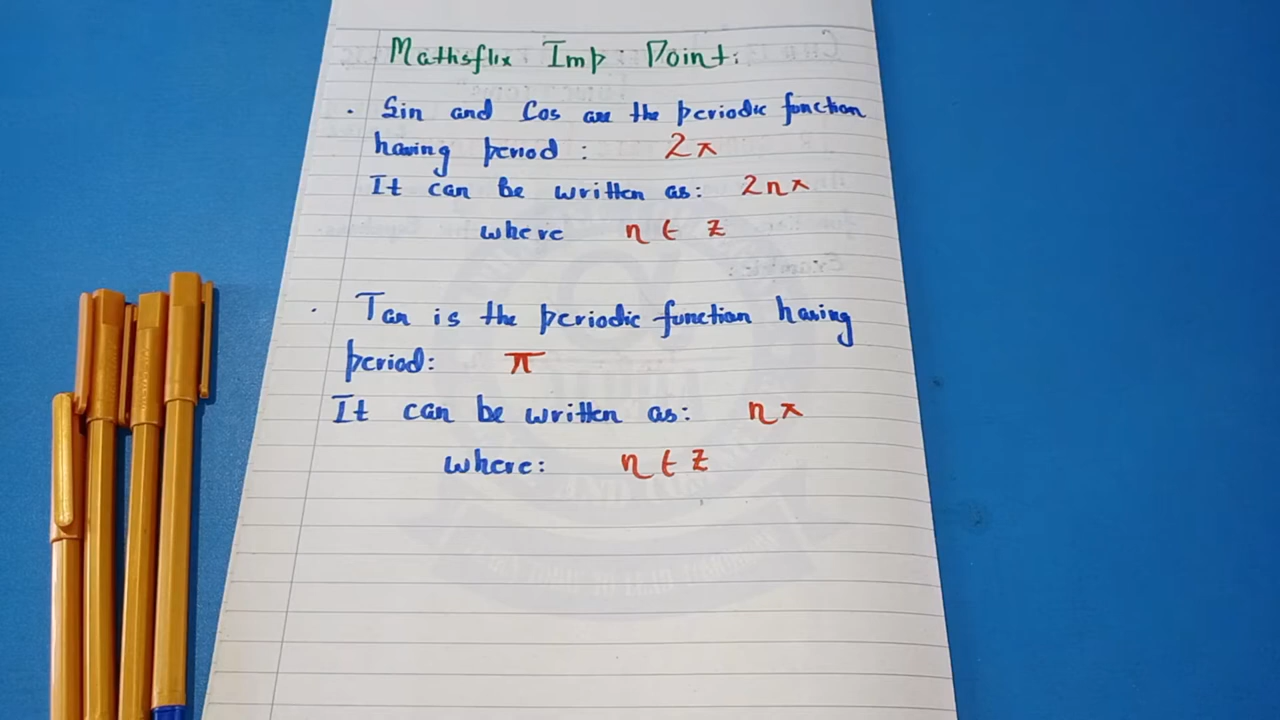 Mathsflix Imp Point:
. Sin and Cos are the periodic function
having period: 2π
It can be written as: 2nπ
where n ∈ z
. Tan is the periodic function having
period: π
It can be written as: nπ
where: n ∈ z